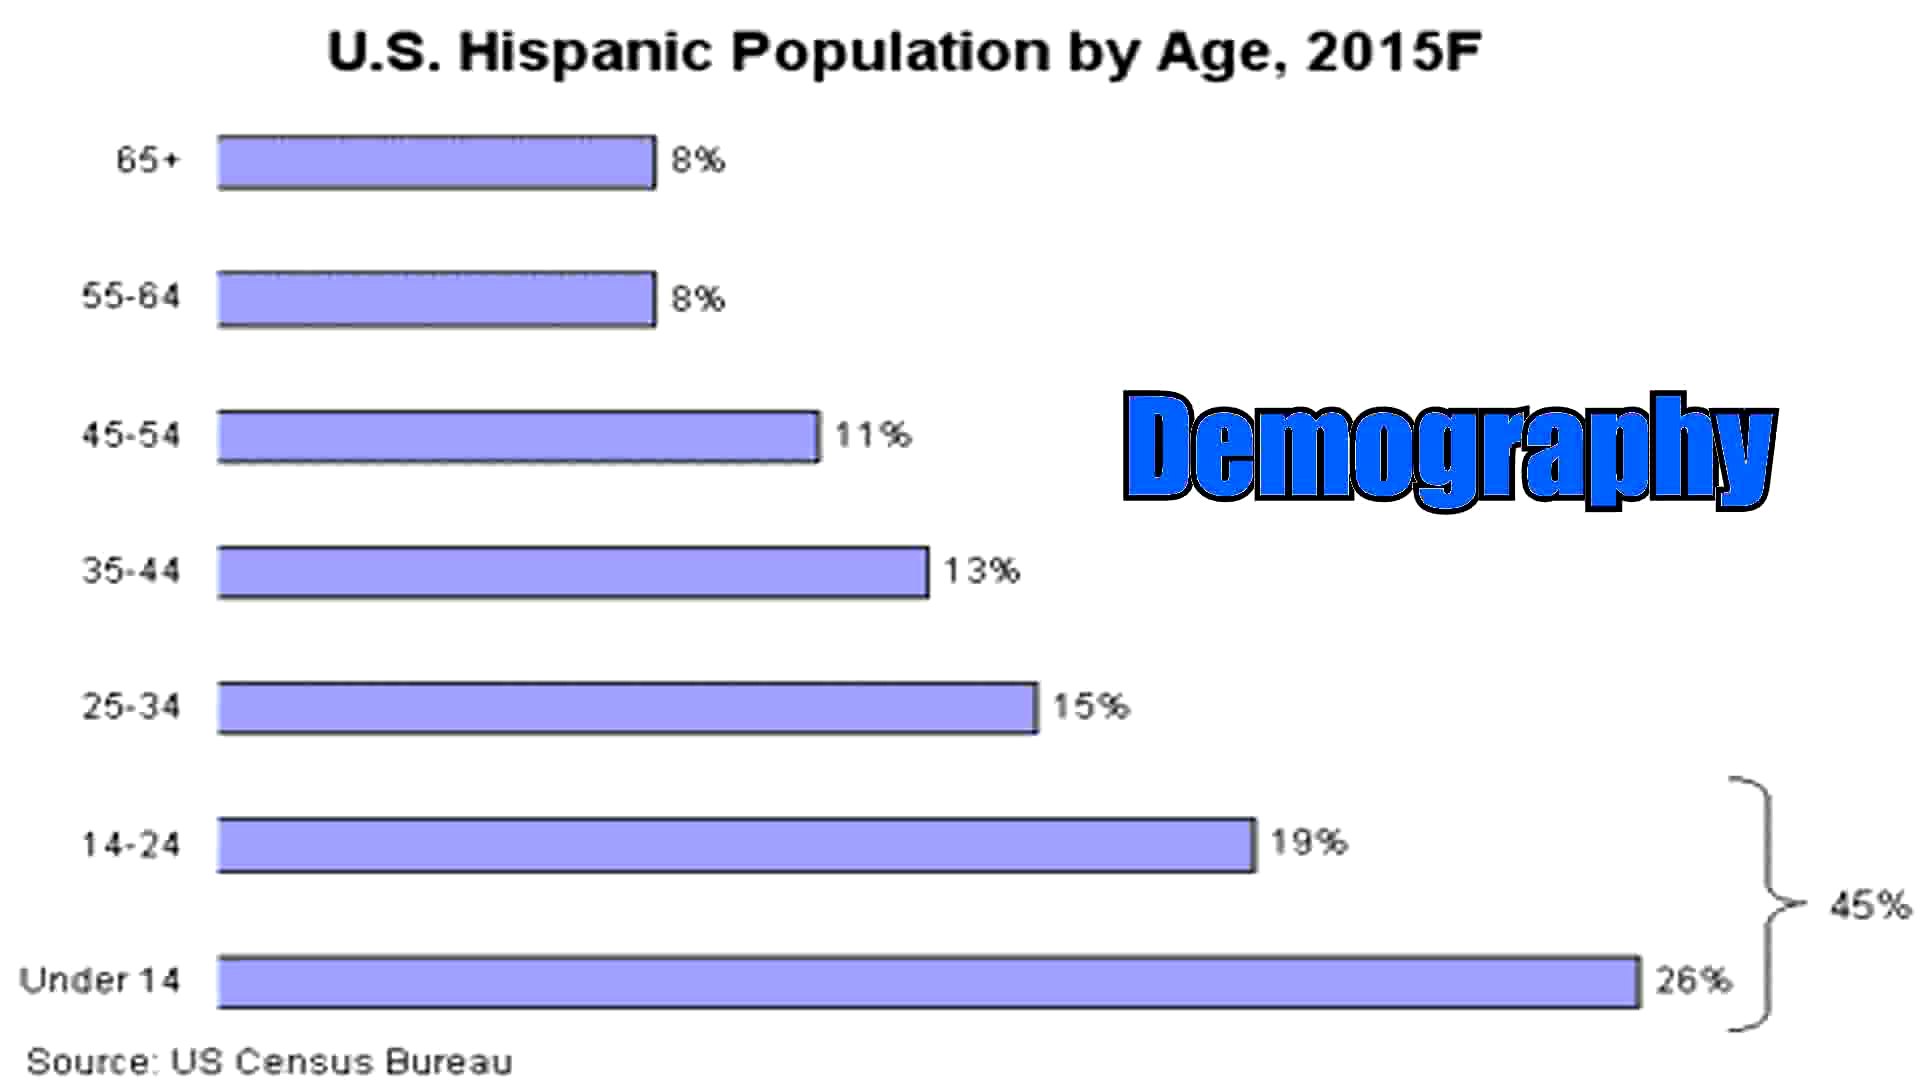 U.S. Hispanic Population by Age, 2015F
65+ 8%
55-64 8%
45-54 11%
Demography
35-44 13%
25-34 15%
14-24 19%
45%
Under 14 26%
Source: US Census Bureau